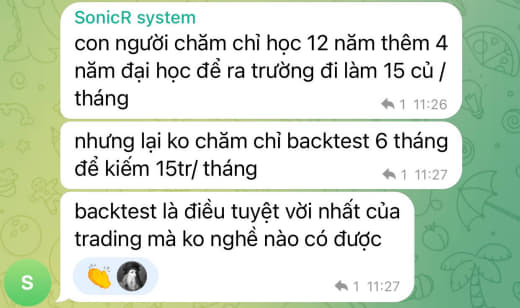 SonicR system
con người chăm chỉ học 12 năm thêm 4
năm đại học để ra trường đi làm 15 củ /
tháng
1 11:26
nhưng lại ko chăm chỉ backtest 6 tháng
để kiếm 15tr/ tháng
1 11:27
backtest là điều tuyệt vời nhất của
trading mà ko nghề nào có được
S
1 11:27